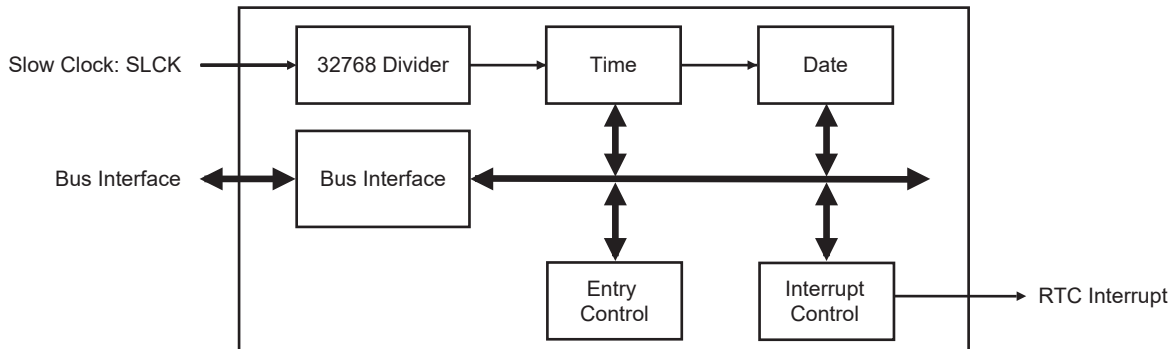 Slow Clock: SLCK
32768 Divider
Time
Date
Bus Interface
Bus Interface
Entry
Control
Interrupt
Control
RTC Interrupt